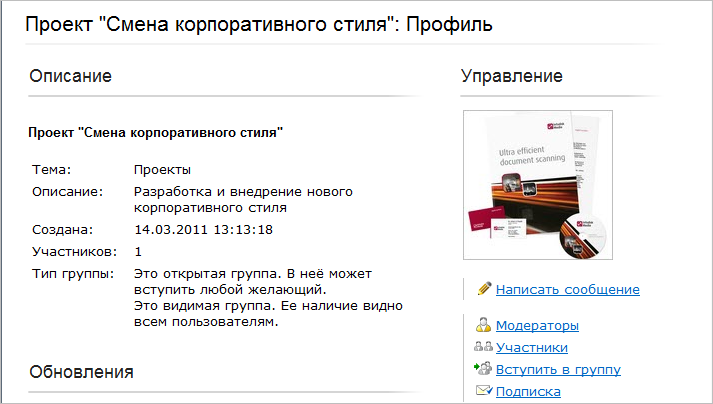 Проект "Смена корпоративного стиля": Профиль
Описание
Проект "Смена корпоративного стиля"
Тема: Проекты
Описание: Разработка и внедрение нового
корпоративного стиля
Создана: 14.03.2011 13:13:18
Участников: 1
Тип группы: Это открытая группа. В неё может
вступить любой желающий.
Это видимая группа. Ее наличие видно
всем пользователям.
Обновления
Управление
Ultra efficient
document scanning
Написать сообщение
Модераторы
Участники
Вступить в группу
Подписка